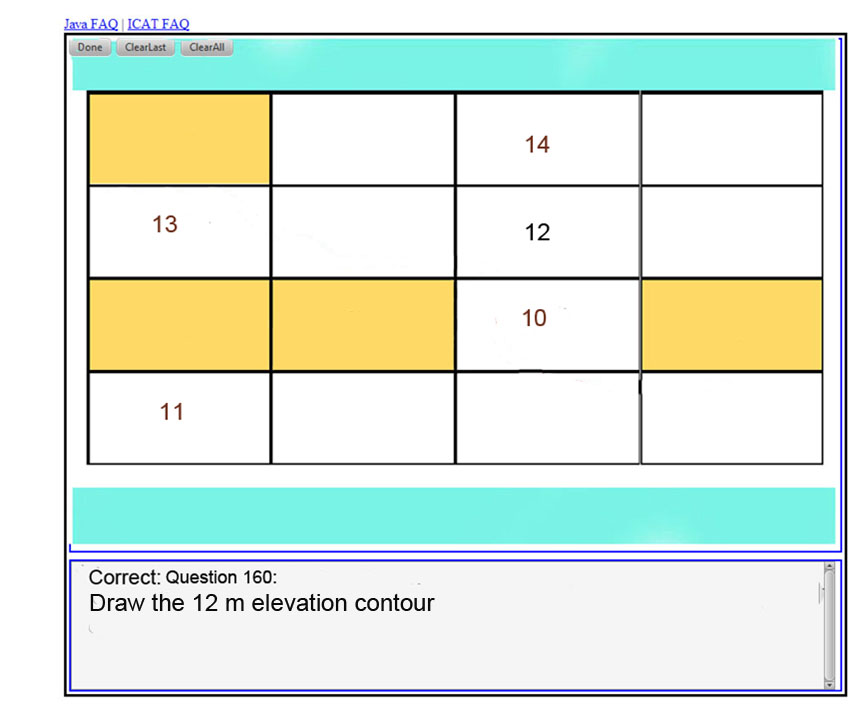 Java FAQ | ICAT FAQ
Done ClearLast ClearAll
14
13
12
10
11
Correct: Question 160:
Draw the 12 m elevation contour